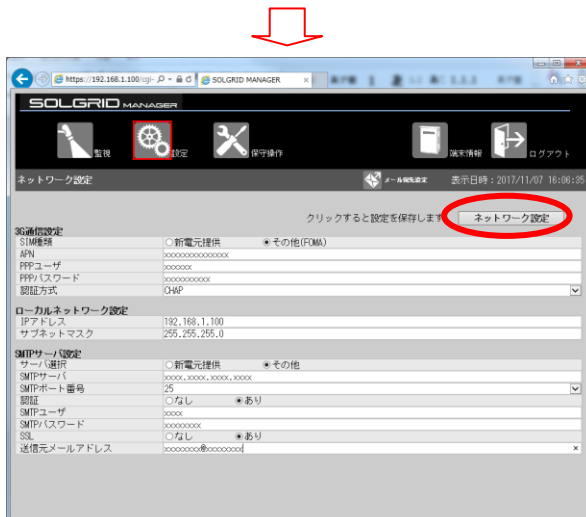 https://192.168.1.100/cgi- SOLGRID MANAGER
SOLGRID MANAGER
監視 設定 保守操作 端末情報 ログアウト
ネットワーク設定 メール宛先設定 表示日時：2017/11/07 16:06:35
クリックすると設定を保存します ネットワーク設定
3G通信設定
SIM種類 ○新電元提供 ◉その他(FOMA)
APN xxxxxxxxxxxxxx
PPPユーザ xxxxxx
PPPパスワード xxxxxxxxxx
認証方式 CHAP
ローカルネットワーク設定
IPアドレス 192.168.1.100
サブネットマスク 255.255.255.0
SMTPサーバ設定
サーバ選択 ○新電元提供 ◉その他
SMTPサーバ xxxx.xxxx.xxxx.xxxx
SMTPポート番号 25
認証 ○なし ◉あり
SMTPユーザ xxxx
SMTPパスワード xxxxxxx
SSL ○なし ◉あり
送信元メールアドレス xxxxxxxx@xxxxxxxx